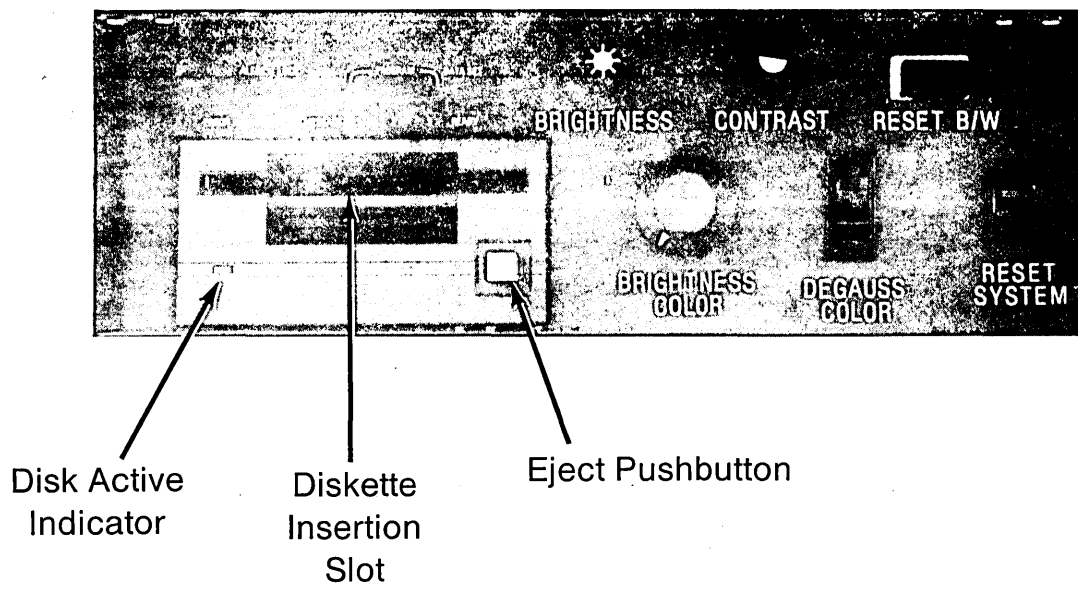 BRIGHTNESS CONTRAST RESET B/W
BRIGHTNESS
COLOR
DEGAUSS
COLOR
RESET
SYSTEM
Disk Active
Indicator
Diskette
Insertion
Slot
Eject Pushbutton